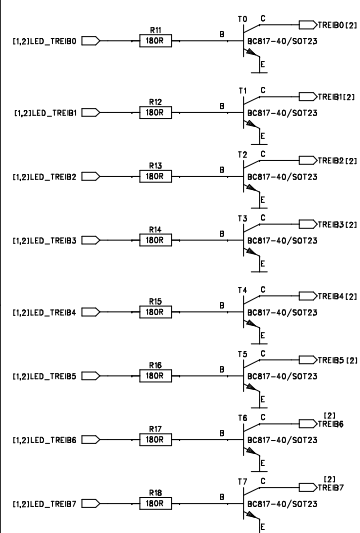 T0 C TREIB0[2]
R11
[1,2]LED_TREIB0 180R B BC817-40/SOT23
E
T1 C TREIB1[2]
R12
[1,2]LED_TREIB1 180R B BC817-40/SOT23
E
T2 C TREIB2[2]
R13
[1,2]LED_TREIB2 180R B BC817-40/SOT23
E
T3 C TREIB3[2]
R14
[1,2]LED_TREIB3 180R B BC817-40/SOT23
E
T4 C TREIB4[2]
R15
[1,2]LED_TREIB4 180R B BC817-40/SOT23
E
T5 C TREIB5[2]
R16
[1,2]LED_TREIB5 180R B BC817-40/SOT23
E
T6 C [2]
TREIB6
R17
[1,2]LED_TREIB6 180R B BC817-40/SOT23
E
T7 C [2]
TREIB7
R18
[1,2]LED_TREIB7 180R B BC817-40/SOT23
E